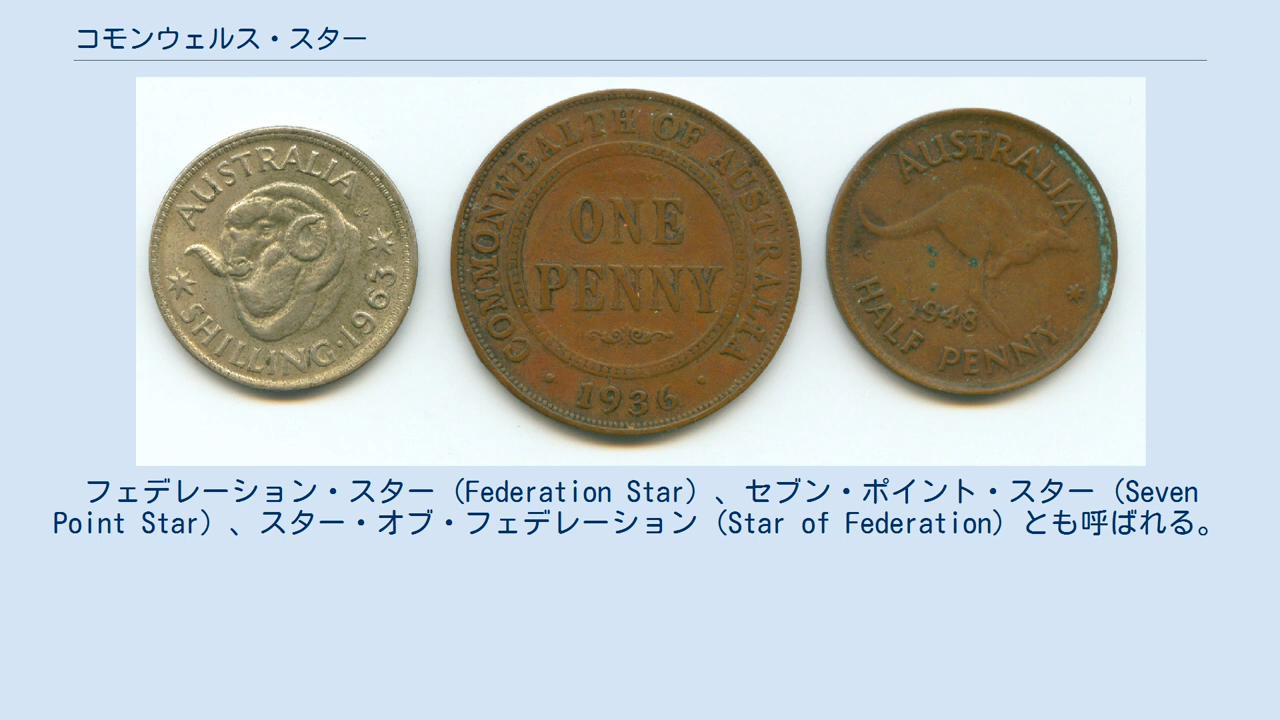 コモンウェルス・スター
AUSTRALIA
SHILLING·1963
COMMONWEALTH OF AUSTRALIA
ONE
PENNY
· 1936 ·
AUSTRALIA
1948
HALF PENNY
フェデレーション・スター（Federation Star）、セブン・ポイント・スター（Seven
Point Star）、スター・オブ・フェデレーション（Star of Federation）とも呼ばれる。